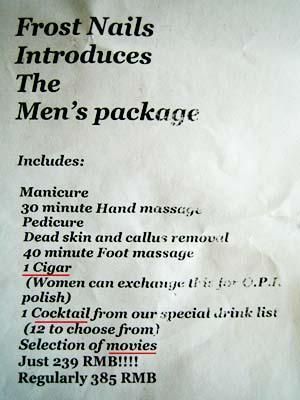 Frost Nails
Introduces
The
Men's package
Includes:
Manicure
30 minute Hand massage
Pedicure
Dead skin and callus removal
40 minute Foot massage
1 Cigar
(Women can exchange this for O.P.I.
polish)
1 Cocktail from our special drink list
(12 to choose from)
Selection of movies
Just 239 RMB!!!!
Regularly 385 RMB